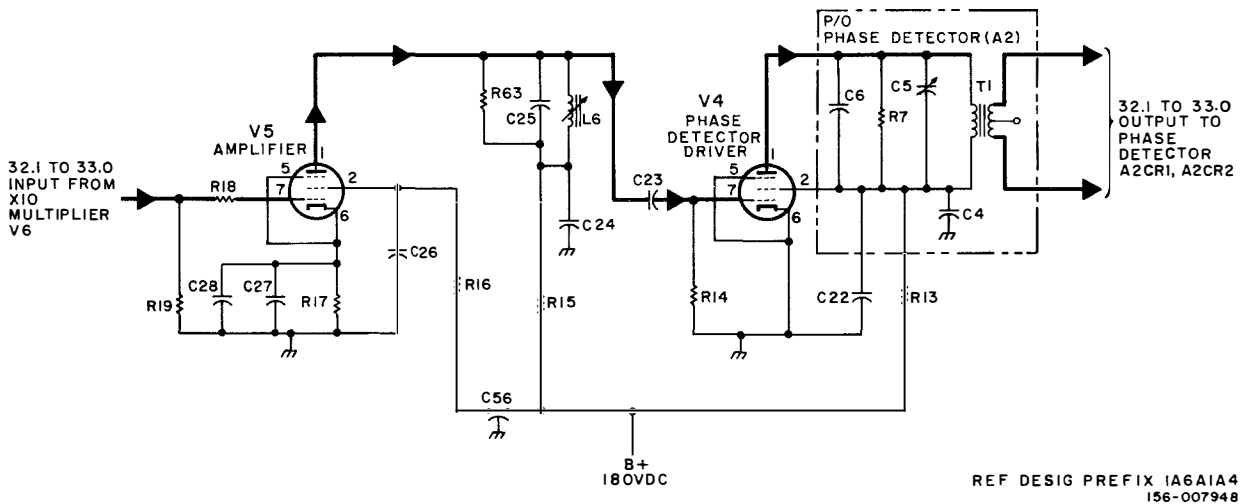 P/O
PHASE DETECTOR (A2)
R63
C25
L6
C6
R7
C5
T1
V4
PHASE
DETECTOR
DRIVER
1
V5
AMPLIFIER
1
32.1 TO 33.0
OUTPUT TO
PHASE
DETECTOR
A2CR1, A2CR2
32.1 TO 33.0
INPUT FROM
X10
MULTIPLIER
V6
R18
5
7
2
6
C23
5
7
2
6
C24
C4
C26
C28
C27
R17
R19
R16
R15
R14
C22
R13
C56
B+
180VDC
REF DESIG PREFIX 1A6A1A4
156-007948